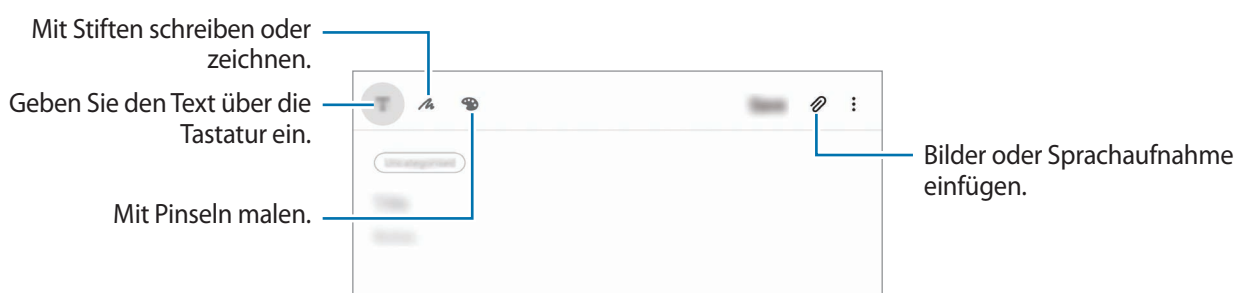 Mit Stiften schreiben oder
zeichnen.
Geben Sie den Text über die
Tastatur ein.
Mit Pinseln malen.
Bilder oder Sprachaufnahme
einfügen.